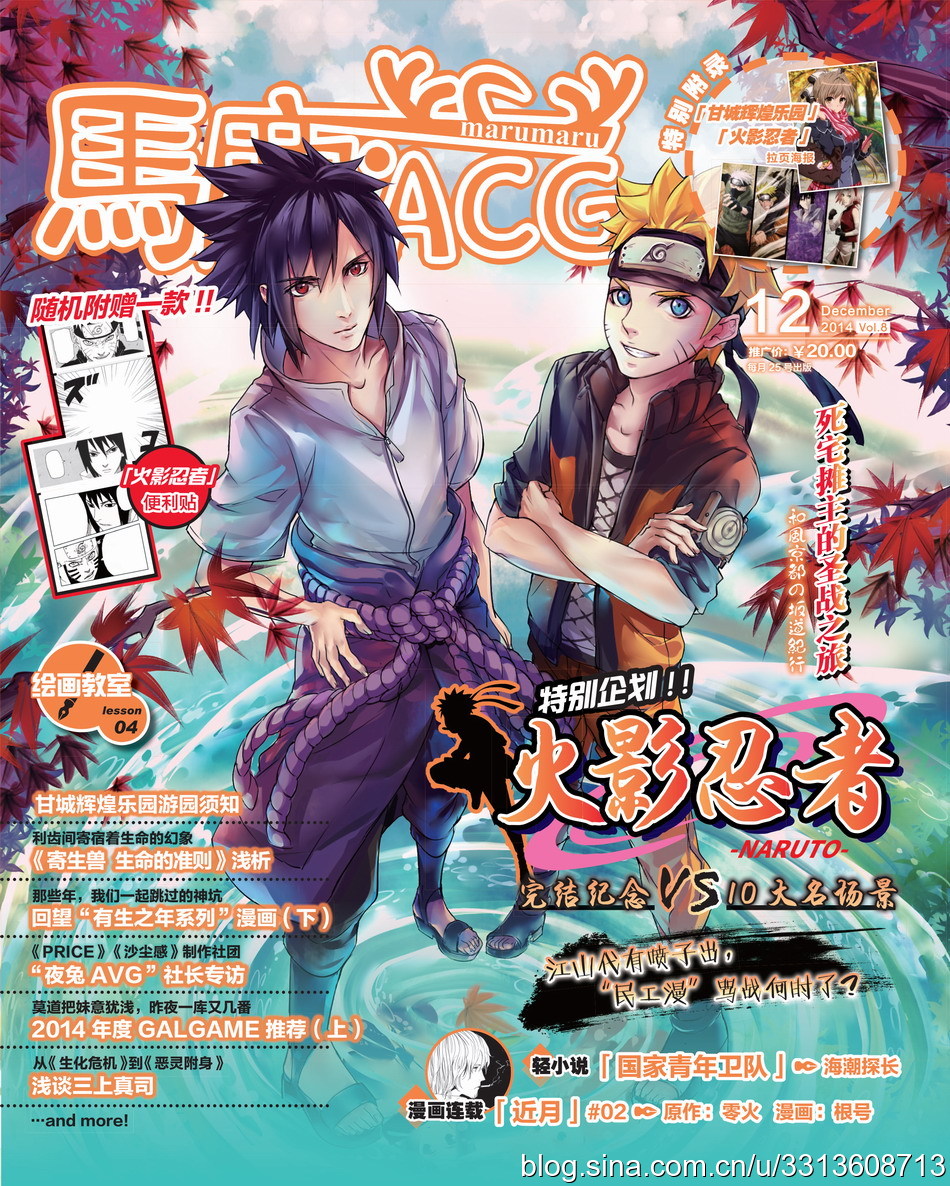 marumaru
馬鹿ACG
特别附录
「甘城辉煌乐园」
「火影忍者」
拉页海报
12
December
2014 Vol.8
推广价:￥20.00
每月25号出版
随机附赠一款!!
ズ
「火影忍者」
便利贴
死宅摊主的圣战之旅
和風京都の坂道紀行
绘画教室
lesson
04
特别企划!!
火影忍者
-NARUTO-
完结纪念VS10大名场景
江山代有喷子出，
“民工漫”骂战何时了？
甘城辉煌乐园游园须知
利齿间寄宿着生命的幻象
《寄生兽 生命的准则》浅析
那些年，我们一起跳过的神坑
回望“有生之年系列”漫画（下）
《PRICE》《沙尘感》制作社团
“夜兔AVG”社长专访
莫道把妹意犹浅，昨夜一库又几番
2014年度GALGAME推荐（上）
从《生化危机》到《恶灵附身》
浅谈三上真司
…and more!
轻小说「国家青年卫队」 海潮探长
漫画连载「近月」#02 原作：零火 漫画：根号
blog.sina.com.cn/u/3313608713